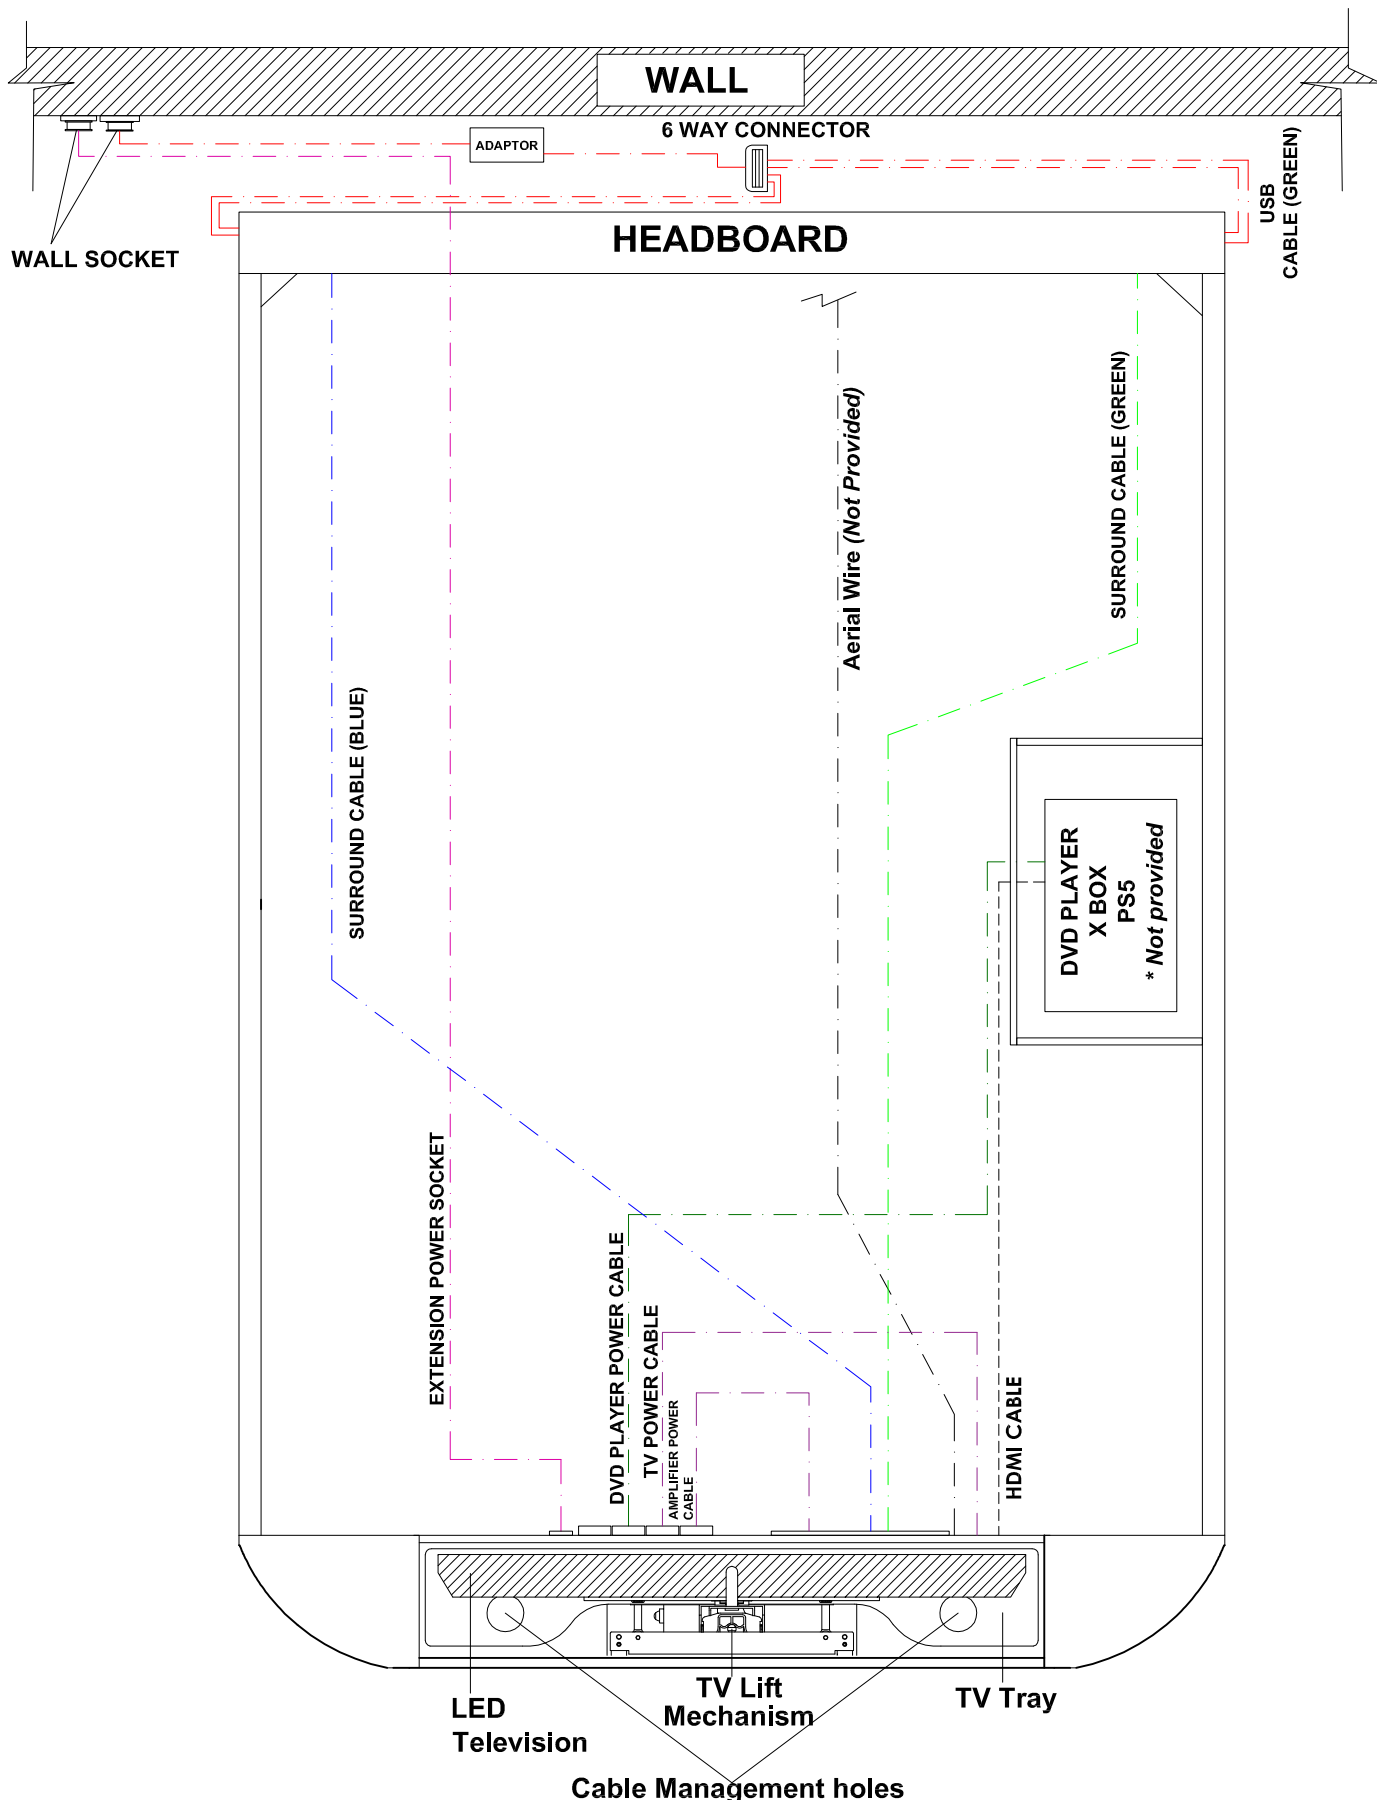 WALL
6 WAY CONNECTOR
ADAPTOR
USB
CABLE (GREEN)
WALL SOCKET
HEADBOARD
SURROUND CABLE (GREEN)
Aerial Wire (Not Provided)
SURROUND CABLE (BLUE)
DVD PLAYER
X BOX
PS5
* Not provided
EXTENSION POWER SOCKET
DVD PLAYER POWER CABLE
TV POWER CABLE
AMPLIFIER POWER
CABLE
HDMI CABLE
LED
Television
TV Lift
Mechanism
TV Tray
Cable Management holes